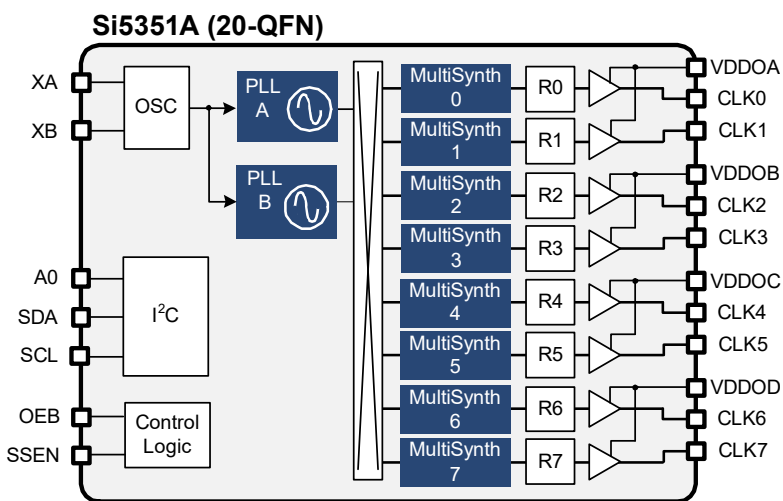 Si5351A (20-QFN)
XA
XB
OSC
PLL
A
PLL
B
A0
SDA
SCL
I²C
OEB
SSEN
Control
Logic
MultiSynth
0
R0
MultiSynth
1
R1
MultiSynth
2
R2
MultiSynth
3
R3
MultiSynth
4
R4
MultiSynth
5
R5
MultiSynth
6
R6
MultiSynth
7
R7
VDDOA
CLK0
CLK1
VDDOB
CLK2
CLK3
VDDOC
CLK4
CLK5
VDDOD
CLK6
CLK7